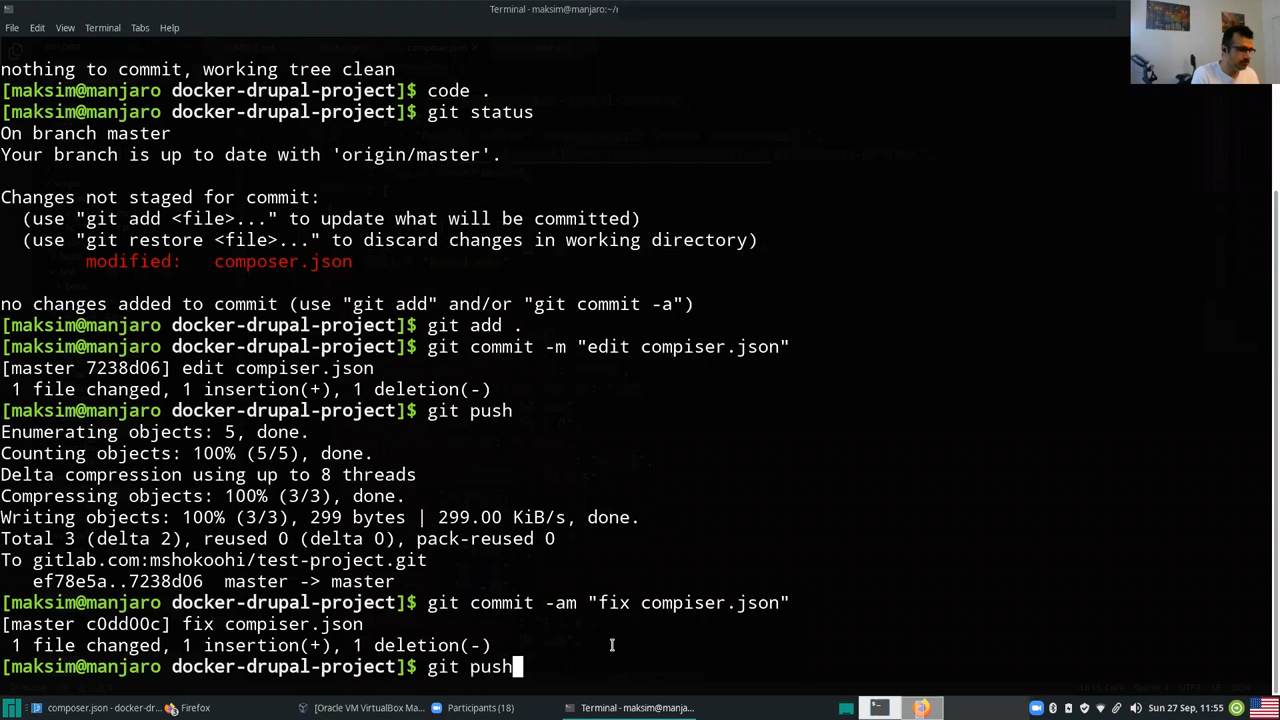 Terminal - maksim@manjaro:~/
File Edit View Terminal Tabs Help
nothing to commit, working tree clean
[maksim@manjaro docker-drupal-project]$ code .
[maksim@manjaro docker-drupal-project]$ git status
On branch master
Your branch is up to date with 'origin/master'.
Changes not staged for commit:
(use "git add <file>..." to update what will be committed)
(use "git restore <file>..." to discard changes in working directory)
modified: composer.json
no changes added to commit (use "git add" and/or "git commit -a")
[maksim@manjaro docker-drupal-project]$ git add .
[maksim@manjaro docker-drupal-project]$ git commit -m "edit compiser.json"
[master 7238d06] edit compiser.json
1 file changed, 1 insertion(+), 1 deletion(-)
[maksim@manjaro docker-drupal-project]$ git push
Enumerating objects: 5, done.
Counting objects: 100% (5/5), done.
Delta compression using up to 8 threads
Compressing objects: 100% (3/3), done.
Writing objects: 100% (3/3), 299 bytes | 299.00 KiB/s, done.
Total 3 (delta 2), reused 0 (delta 0), pack-reused 0
To gitlab.com:mshokoohi/test-project.git
ef78e5a..7238d06 master -> master
[maksim@manjaro docker-drupal-project]$ git commit -am "fix compiser.json"
[master c0dd00c] fix compiser.json
1 file changed, 1 insertion(+), 1 deletion(-)
[maksim@manjaro docker-drupal-project]$ git push
composer.json - docker-dr... Firefox [Oracle VM VirtualBox Ma... Participants (18) Terminal - maksim@manja... Sun 27 Sep, 11:55